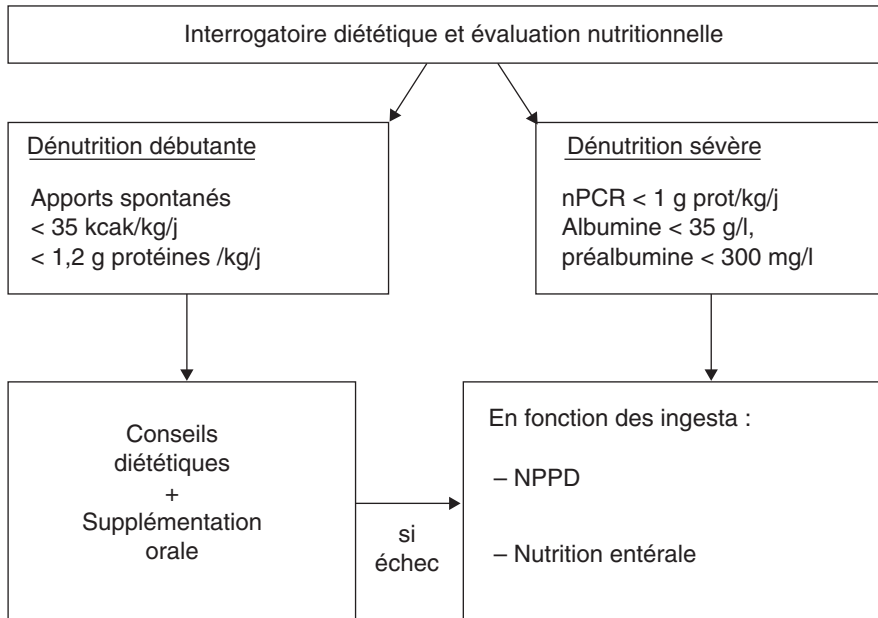 Interrogatoire diététique et évaluation nutritionnelle
Dénutrition débutante
Apports spontanés
< 35 kcak/kg/j
< 1,2 g protéines /kg/j
Dénutrition sévère
nPCR < 1 g prot/kg/j
Albumine < 35 g/l,
préalbumine < 300 mg/l
Conseils
diététiques
+
Supplémentation
orale
si
échec
En fonction des ingesta :
– NPPD
– Nutrition entérale